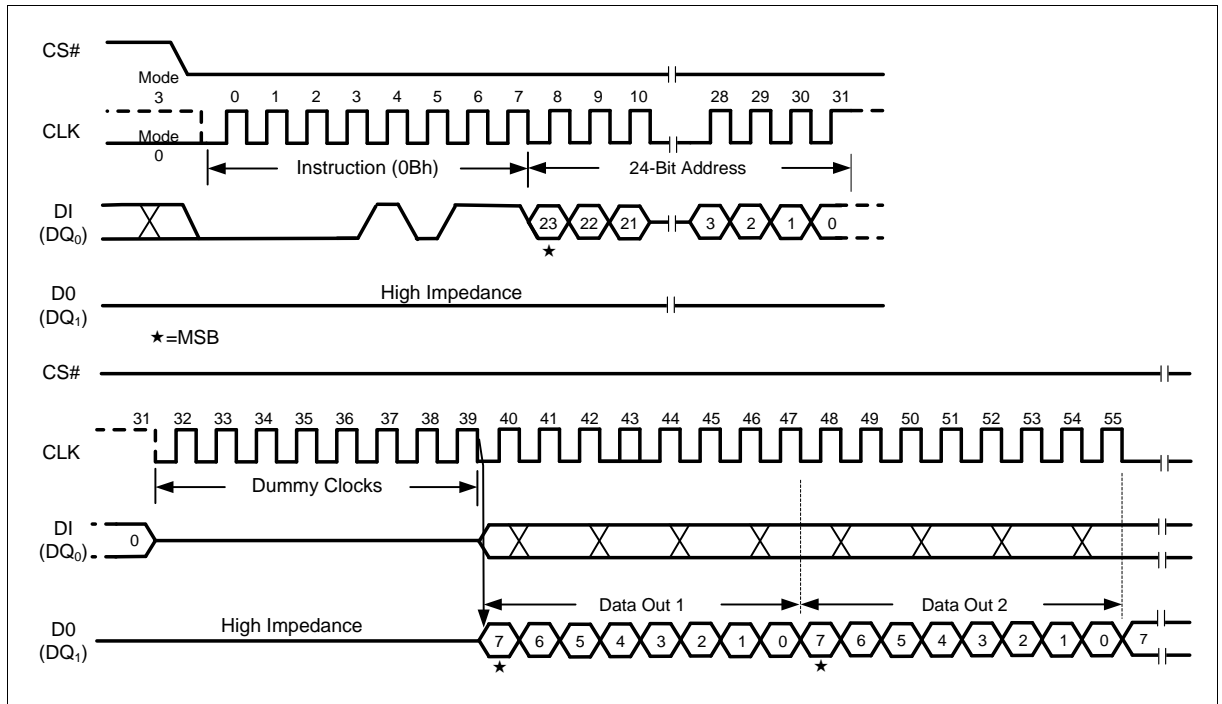 CS#
Mode
3
0 1 2 3 4 5 6 7 8 9 10 28 29 30 31
CLK
Mode
0
Instruction (0Bh) 24-Bit Address
DI
(DQ0)
23 22 21 3 2 1 0
★
D0
(DQ1)
High Impedance
★=MSB
CS#
31 32 33 34 35 36 37 38 39 40 41 42 43 44 45 46 47 48 49 50 51 52 53 54 55
CLK
Dummy Clocks
DI
(DQ0)
0
Data Out 1 Data Out 2
D0
(DQ1)
High Impedance
7 6 5 4 3 2 1 0 7 6 5 4 3 2 1 0 7
★ ★